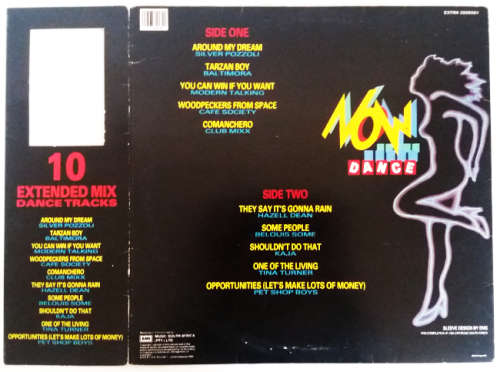 10
EXTENDED MIX
DANCE TRACKS
AROUND MY DREAM
SILVER POZZOLI
TARZAN BOY
BALTIMORA
YOU CAN WIN IF YOU WANT
MODERN TALKING
WOODPECKERS FROM SPACE
CAFE SOCIETY
COMANCHERO
CLUB MIXX
THEY SAY IT'S GONNA RAIN
HAZELL DEAN
SOME PEOPLE
BELOUIS SOME
SHOULDN'T DO THAT
KAJA
ONE OF THE LIVING
TINA TURNER
OPPORTUNITIES (LET'S MAKE LOTS OF MONEY)
PET SHOP BOYS
SIDE ONE
AROUND MY DREAM
SILVER POZZOLI
TARZAN BOY
BALTIMORA
YOU CAN WIN IF YOU WANT
MODERN TALKING
WOODPECKERS FROM SPACE
CAFE SOCIETY
COMANCHERO
CLUB MIXX
NOW
DANCE
SIDE TWO
THEY SAY IT'S GONNA RAIN
HAZELL DEAN
SOME PEOPLE
BELOUIS SOME
SHOULDN'T DO THAT
KAJA
ONE OF THE LIVING
TINA TURNER
OPPORTUNITIES (LET'S MAKE LOTS OF MONEY)
PET SHOP BOYS
SLEEVE DESIGN BY